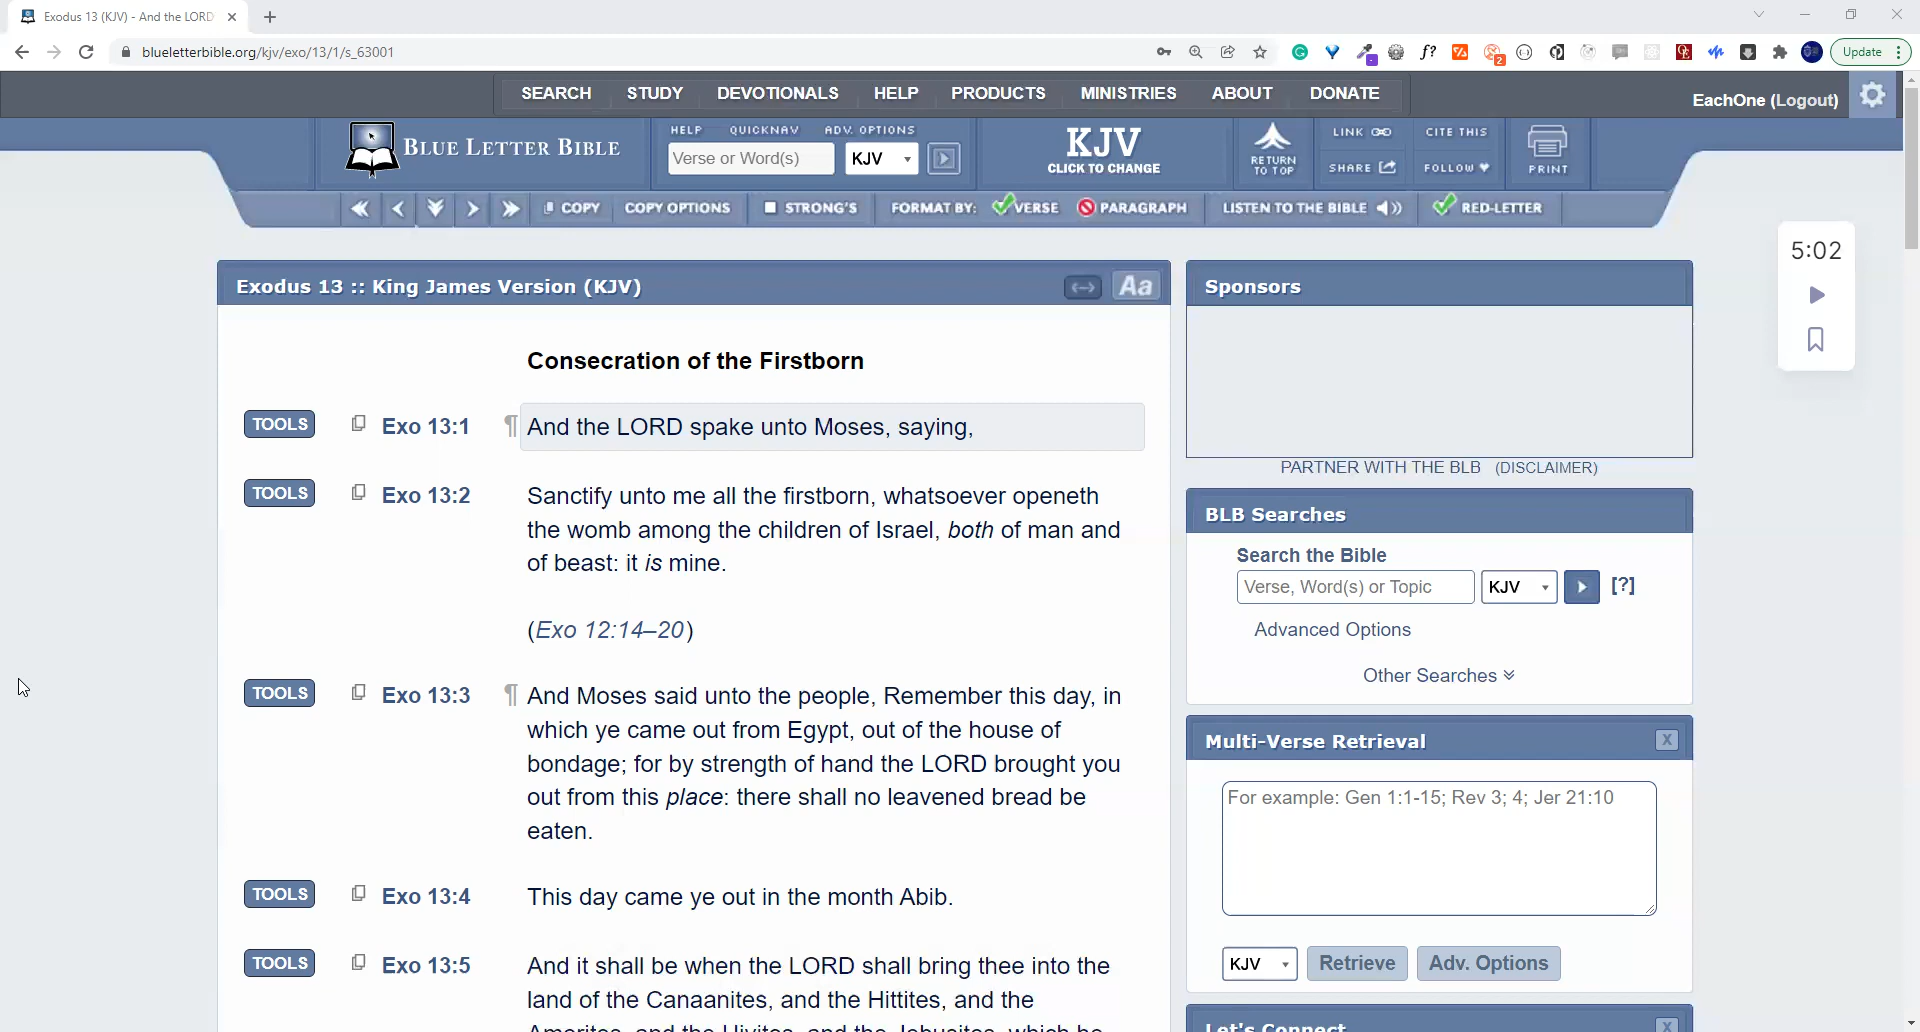 Exodus 13 (KJV) - And the LORD
blueletterbible.org/kjv/exo/13/1/s_63001
Update
SEARCH STUDY DEVOTIONALS HELP PRODUCTS MINISTRIES ABOUT DONATE
EachOne (Logout)
BLUE LETTER BIBLE
HELP QUICKNAV ADV. OPTIONS
Verse or Word(s) KJV
KJV
CLICK TO CHANGE
RETURN
TO TOP
LINK CITE THIS
SHARE FOLLOW
PRINT
COPY COPY OPTIONS STRONG'S FORMAT BY: VERSE PARAGRAPH LISTEN TO THE BIBLE RED-LETTER
5:02
Exodus 13 :: King James Version (KJV)
Aa
Consecration of the Firstborn
TOOLS Exo 13:1 ¶ And the LORD spake unto Moses, saying,
TOOLS Exo 13:2 Sanctify unto me all the firstborn, whatsoever openeth
the womb among the children of Israel, both of man and
of beast: it is mine.
(Exo 12:14–20)
TOOLS Exo 13:3 ¶ And Moses said unto the people, Remember this day, in
which ye came out from Egypt, out of the house of
bondage; for by strength of hand the LORD brought you
out from this place: there shall no leavened bread be
eaten.
TOOLS Exo 13:4 This day came ye out in the month Abib.
TOOLS Exo 13:5 And it shall be when the LORD shall bring thee into the
land of the Canaanites, and the Hittites, and the
Amorites, and the Hivites, and the Jebusites, which he
Sponsors
PARTNER WITH THE BLB (DISCLAIMER)
BLB Searches
Search the Bible
Verse, Word(s) or Topic KJV [?]
Advanced Options
Other Searches
Multi-Verse Retrieval X
For example: Gen 1:1-15; Rev 3; 4; Jer 21:10
KJV Retrieve Adv. Options
Let's Connect X